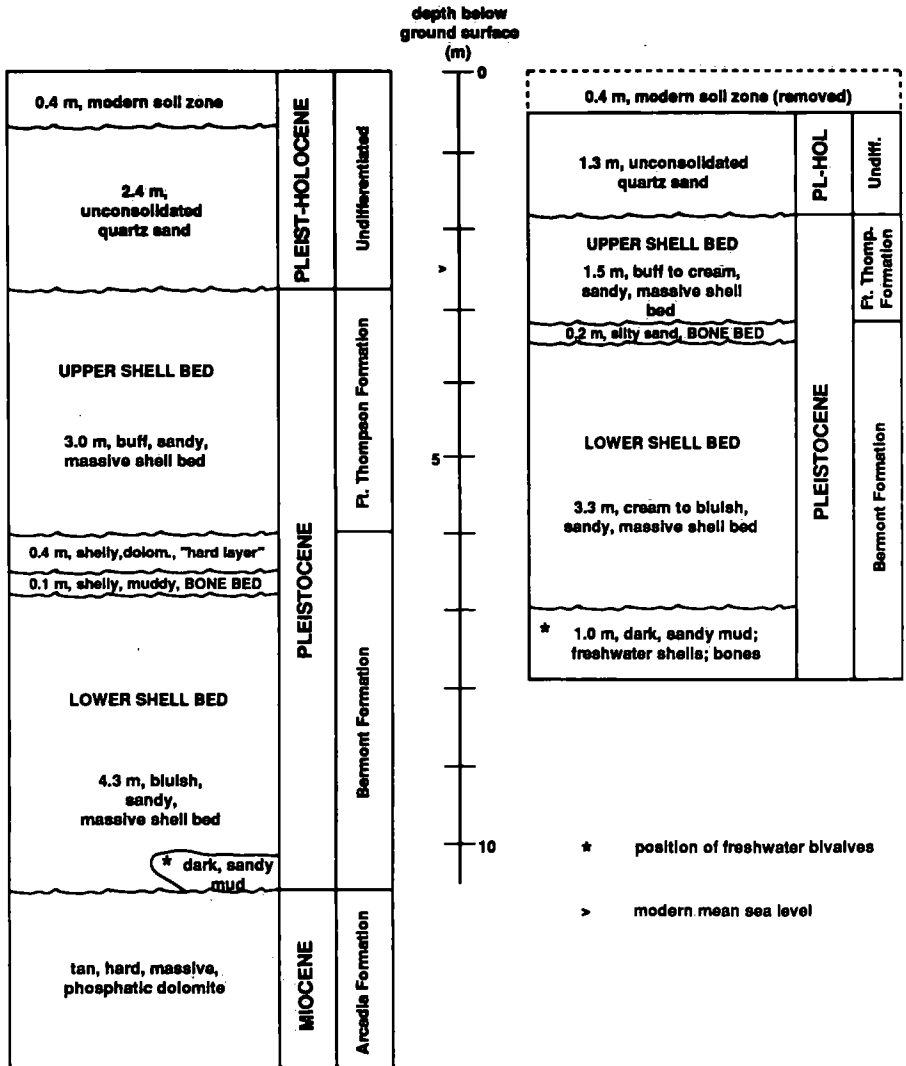 depth below
ground surface
(m)
0
5
10
0.4 m, modern soil zone
2.4 m,
unconsolidated
quartz sand
PLEIST-HOLOCENE
Undifferentiated
UPPER SHELL BED
3.0 m, buff, sandy,
massive shell bed
Ft. Thompson Formation
0.4 m, shelly,dolom., "hard layer"
0.1 m, shelly, muddy, BONE BED
PLEISTOCENE
LOWER SHELL BED
4.3 m, bluish,
sandy,
massive shell bed
Bermont Formation
* dark, sandy
mud
tan, hard, massive,
phosphatic dolomite
MIOCENE
Arcadia Formation
0.4 m, modern soil zone (removed)
1.3 m, unconsolidated
quartz sand
PL-HOL
Undiff.
UPPER SHELL BED
1.5 m, buff to cream,
sandy, massive shell
bed
Ft. Thomp.
Formation
0.2 m, silty sand, BONE BED
LOWER SHELL BED
3.3 m, cream to bluish,
sandy, massive shell bed
PLEISTOCENE
Bermont Formation
* 1.0 m, dark, sandy mud;
freshwater shells; bones
* position of freshwater bivalves
> modern mean sea level